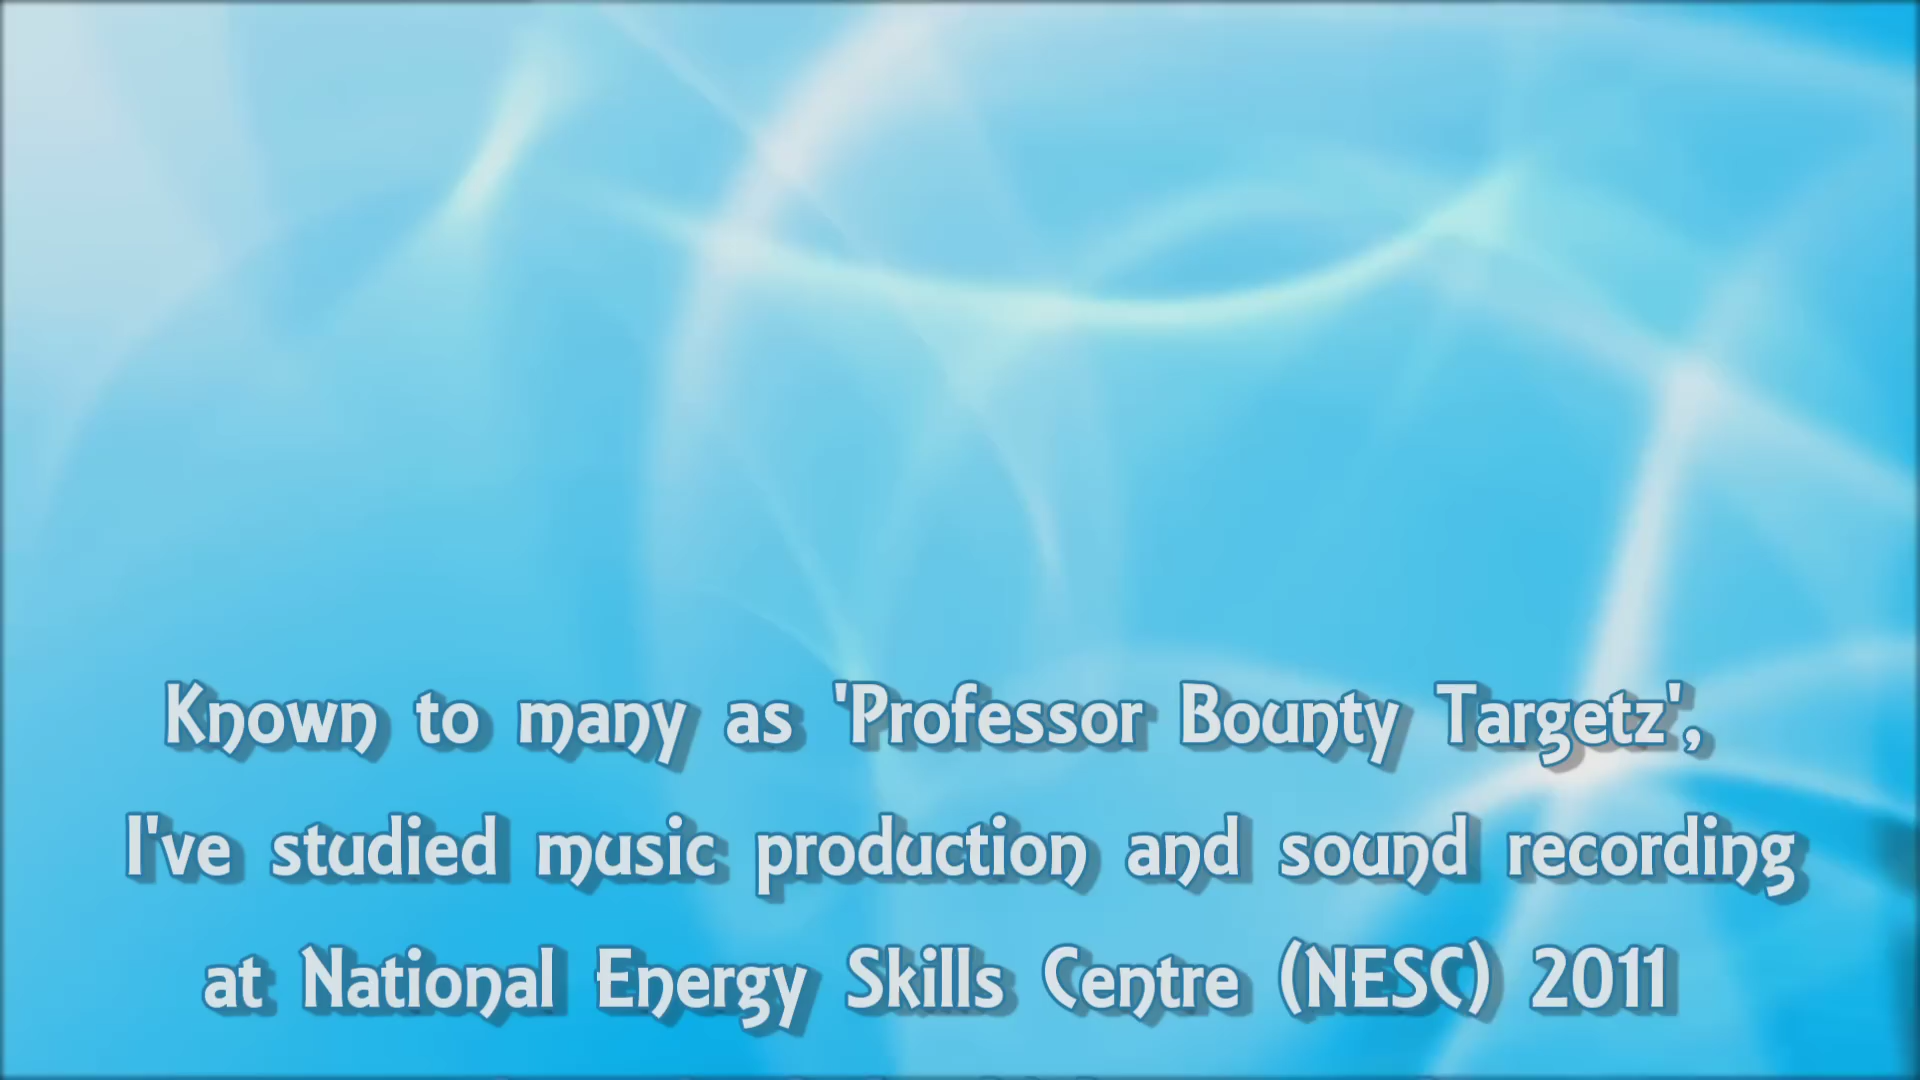 Known to many as 'Professor Bounty Targetz',
I've studied music production and sound recording
at National Energy Skills Centre (NESC) 2011